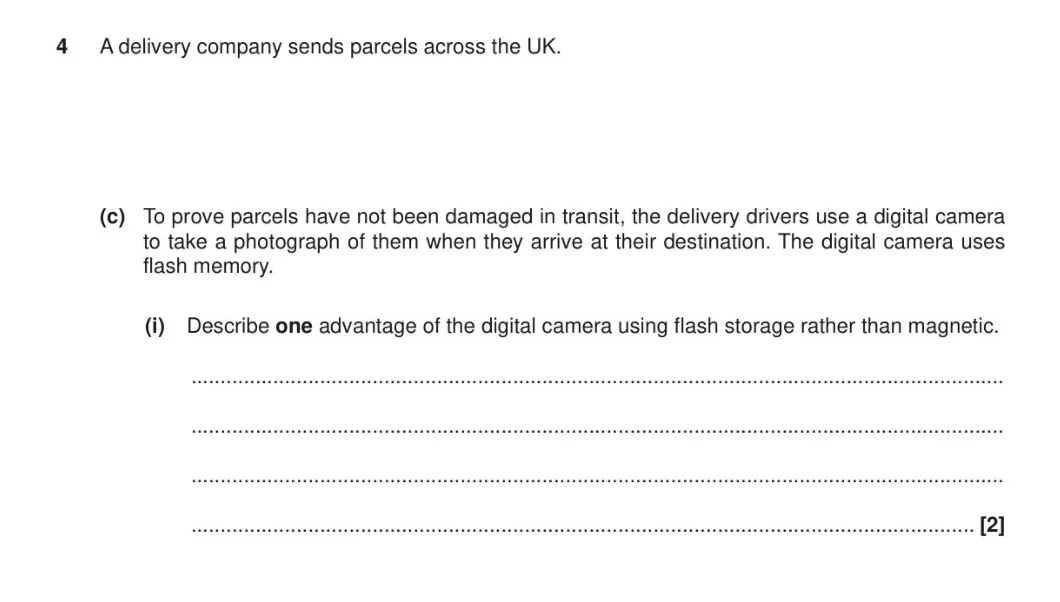 4 A delivery company sends parcels across the UK.
(c) To prove parcels have not been damaged in transit, the delivery drivers use a digital camera
to take a photograph of them when they arrive at their destination. The digital camera uses
flash memory.
(i) Describe one advantage of the digital camera using flash storage rather than magnetic.
...................................................................................................................................
...................................................................................................................................
...................................................................................................................................
.............................................................................................................................. [2]